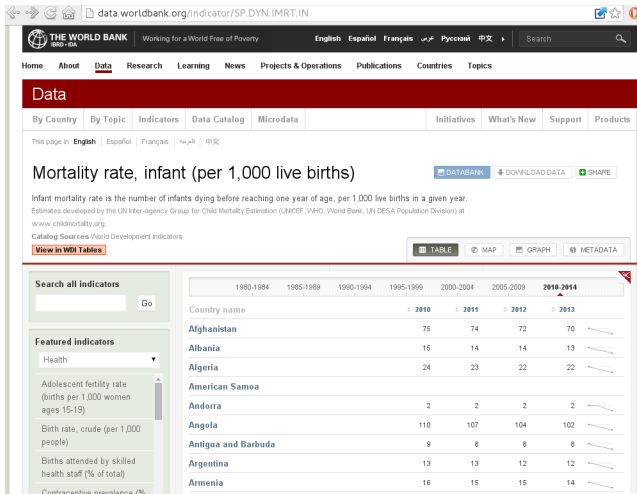 data.worldbank.org/indicator/SP.DYN.IMRT.IN
THE WORLD BANK
IBRD • IDA
Working for a World Free of Poverty
English Español Français عربي Русский 中文
Search
Home About Data Research Learning News Projects & Operations Publications Countries Topics
Data
By Country By Topic Indicators Data Catalog Microdata Initiatives What's New Support Products
This page in English Español Français العربية 中文
Mortality rate, infant (per 1,000 live births)
DATABANK DOWNLOAD DATA SHARE
Infant mortality rate is the number of infants dying before reaching one year of age, per 1,000 live births in a given year.
Estimates developed by the UN Inter-agency Group for Child Mortality Estimation (UNICEF, WHO, World Bank, UN DESA Population Division) at
www.childmortality.org.
Catalog Sources World Development Indicators
View in WDI Tables
TABLE MAP GRAPH METADATA
Search all indicators
Go
Featured indicators
Health
Adolescent fertility rate
(births per 1,000 women
ages 15-19)
Birth rate, crude (per 1,000
people)
Births attended by skilled
health staff (% of total)
Contraceptive prevalence (%
1980-1984 1985-1989 1990-1994 1995-1999 2000-2004 2005-2009 2010-2014
Country name 2010 2011 2012 2013
Afghanistan 75 74 72 70
Albania 15 14 14 13
Algeria 24 23 22 22
American Samoa
Andorra 2 2 2 2
Angola 110 107 104 102
Antigua and Barbuda 9 8 8 8
Argentina 13 13 12 12
Armenia 16 15 15 14